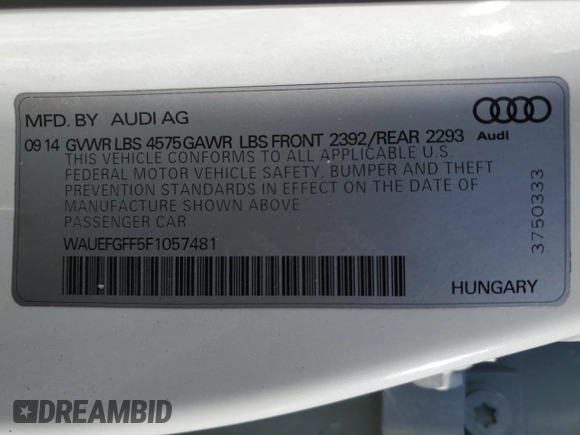 MFD. BY AUDI AG
Audi
09 14 GVWR LBS 4575 GAWR LBS FRONT 2392/REAR 2293
THIS VEHICLE CONFORMS TO ALL APPLICABLE U.S.
FEDERAL MOTOR VEHICLE SAFETY, BUMPER AND THEFT
PREVENTION STANDARDS IN EFFECT ON THE DATE OF
MANUFACTURE SHOWN ABOVE
PASSENGER CAR
WAUEFGFF5F1057481
3750333
HUNGARY
DREAMBID